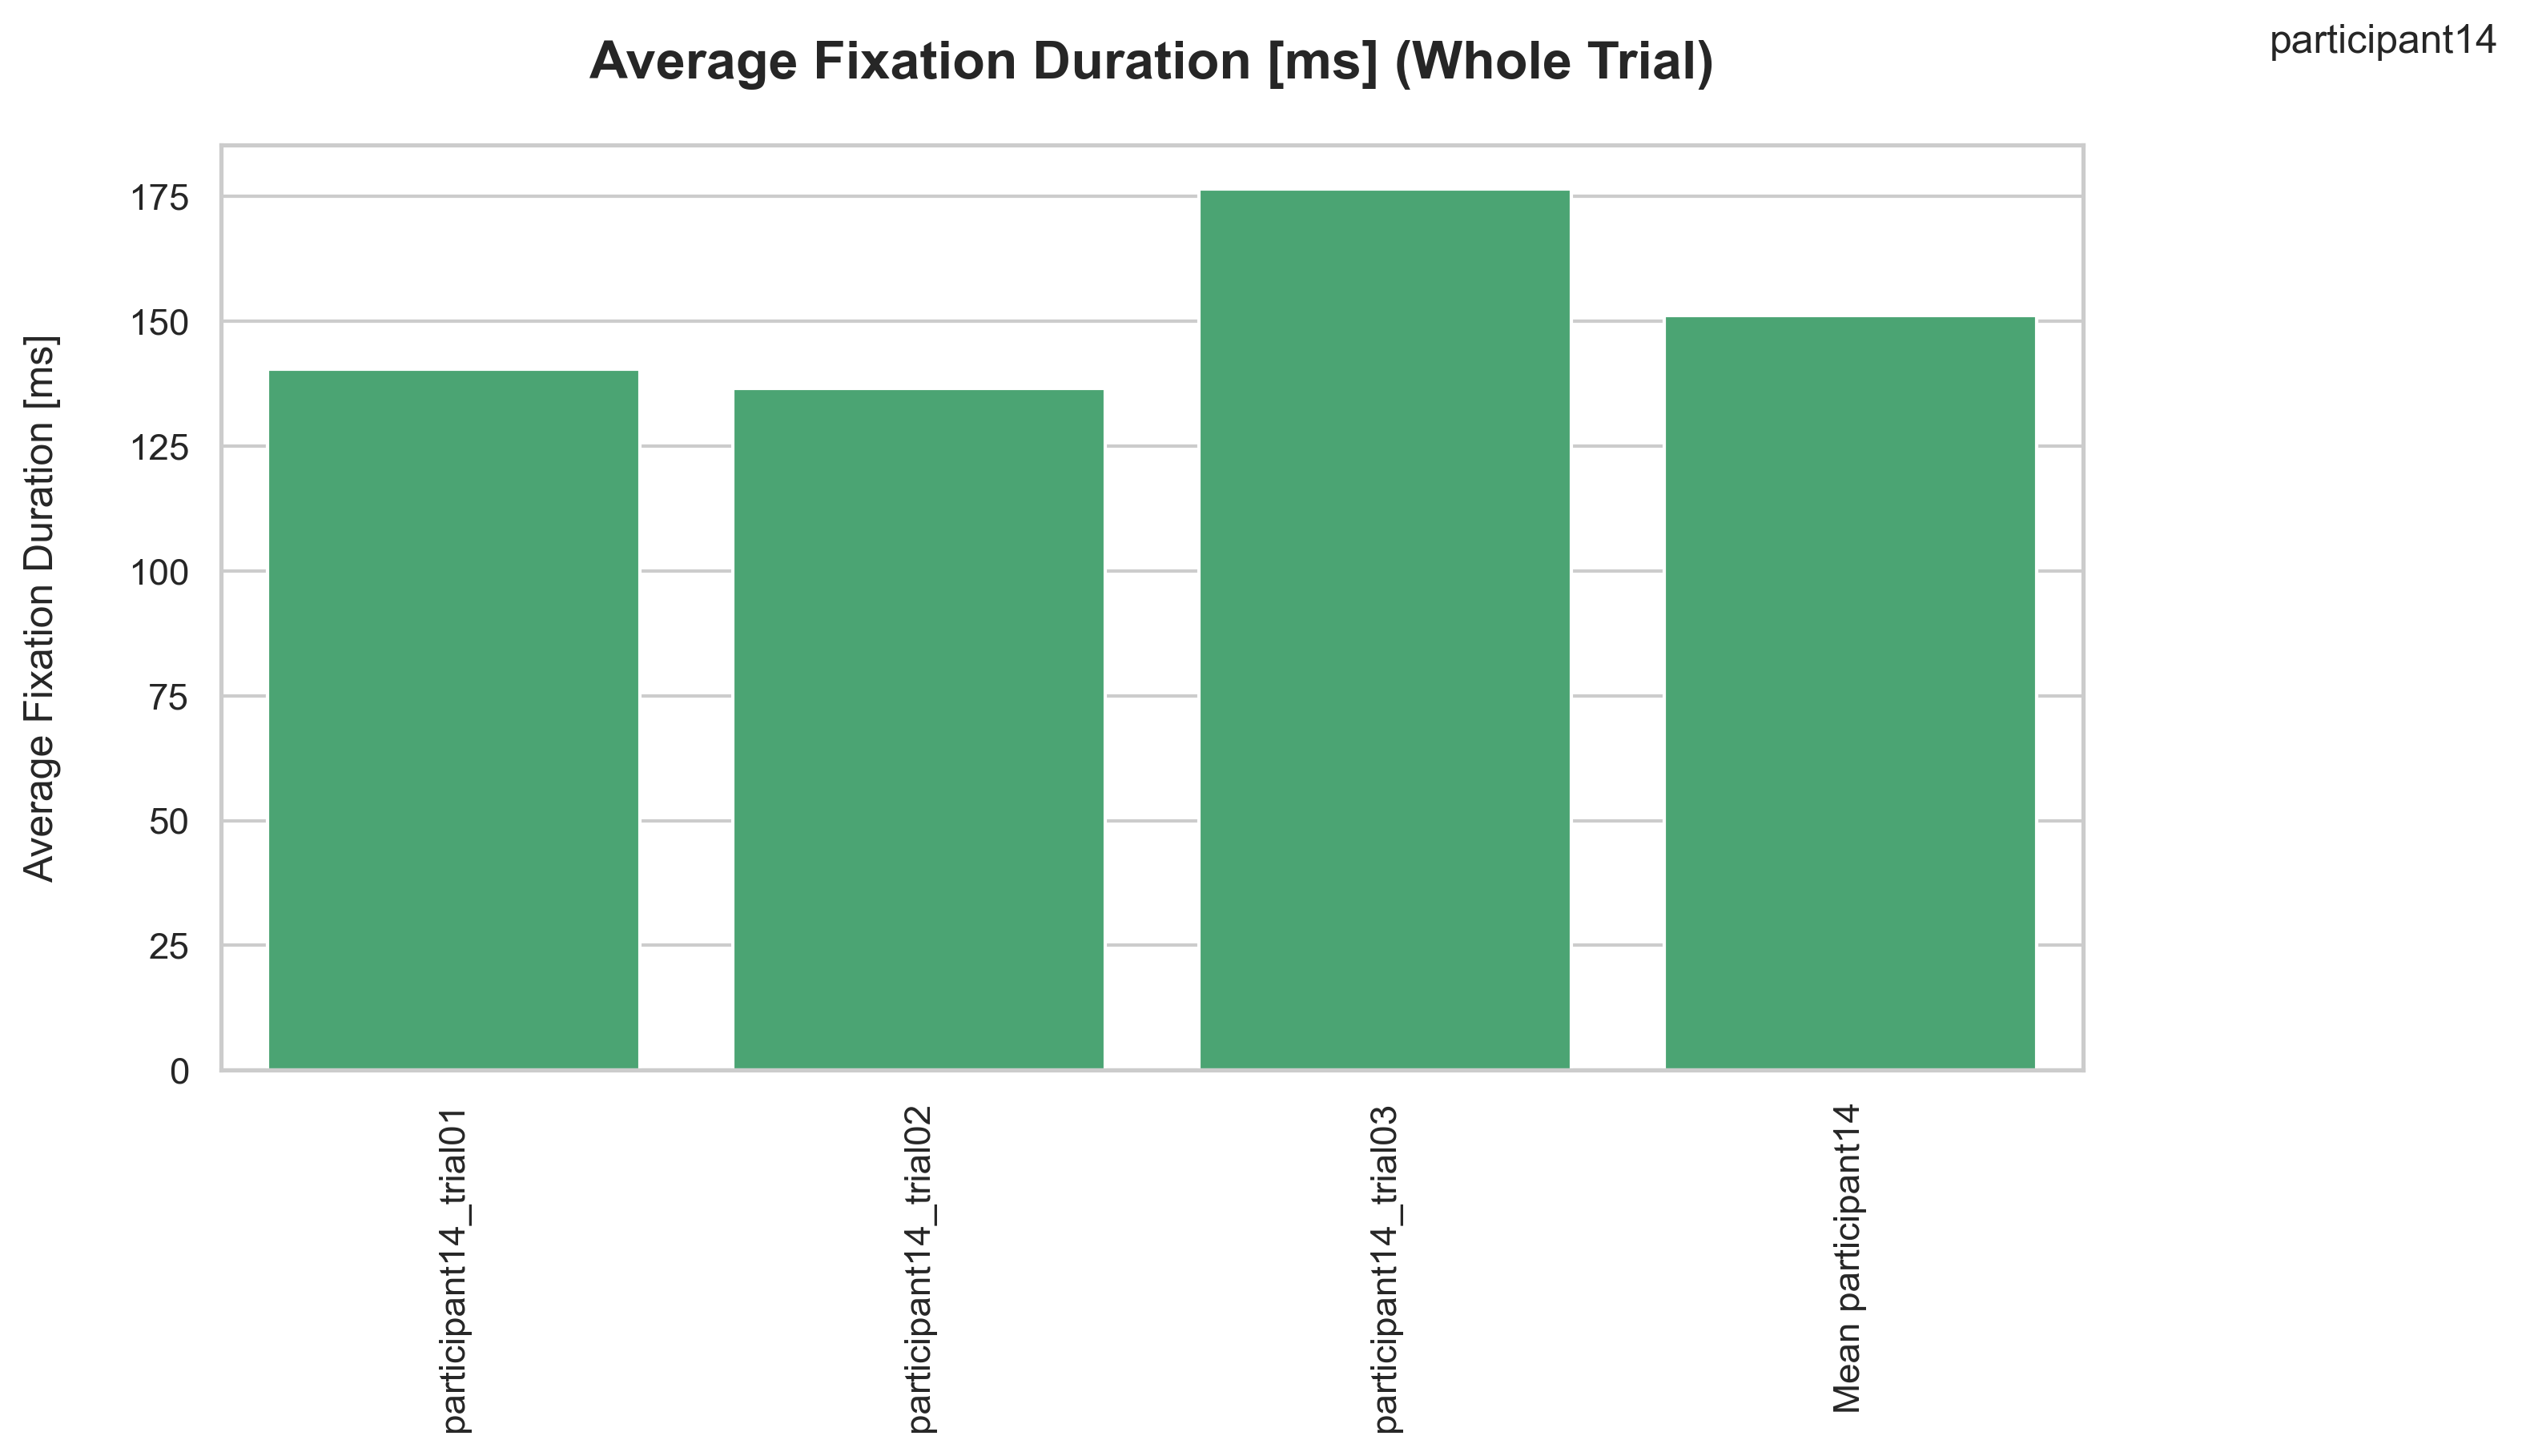 participant14
Average Fixation Duration [ms] (Whole Trial)
Average Fixation Duration [ms]
175
150
125
100
75
50
25
0
participant14_trial01
participant14_trial02
participant14_trial03
Mean participant14